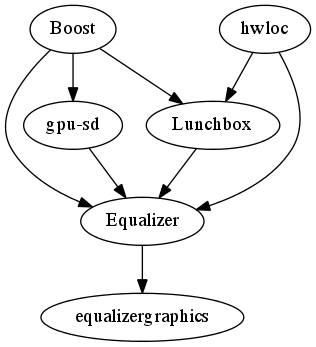 Boost
hwloc
gpu-sd
Lunchbox
Equalizer
equalizergraphics